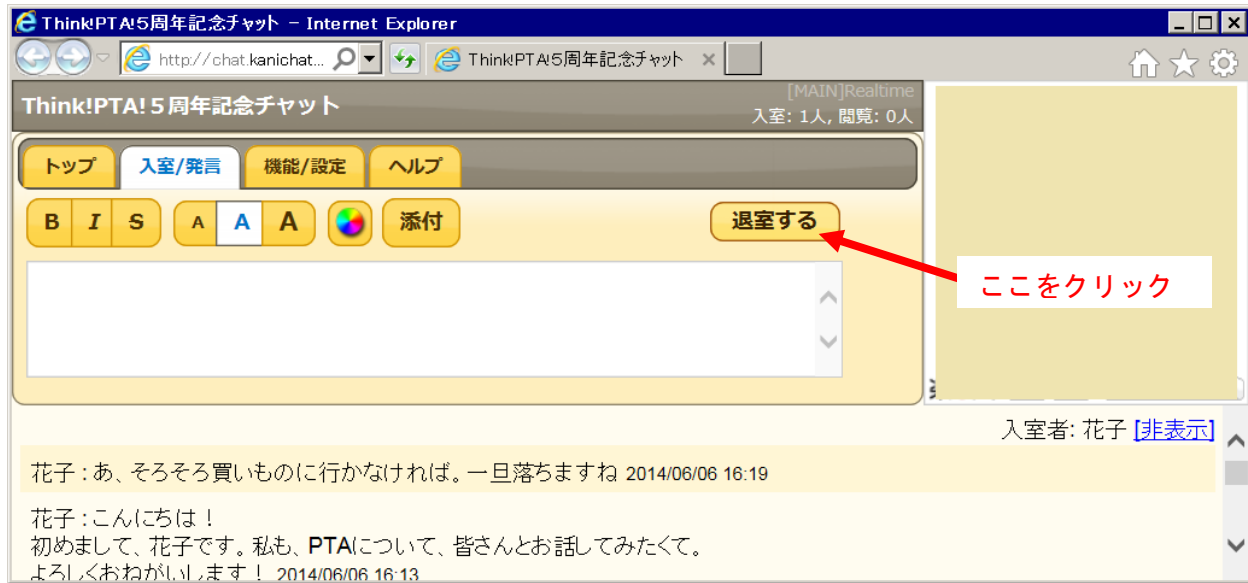 Think!PTA!5周年記念チャット - Internet Explorer
http://chat.kanichat... Think!PTA!5周年記念チャット
Think!PTA!５周年記念チャット
[MAIN]Realtime
入室: 1人, 閲覧: 0人
トップ 入室/発言 機能/設定 ヘルプ
B I S A A A 添付 退室する
ここをクリック
入室者: 花子 [非表示]
花子 : あ、そろそろ買いものに行かなければ。一旦落ちますね 2014/06/06 16:19
花子 : こんにちは！
初めまして、花子です。私も、PTAについて、皆さんとお話してみたくて。
よろしくおねがいします！ 2014/06/06 16:13